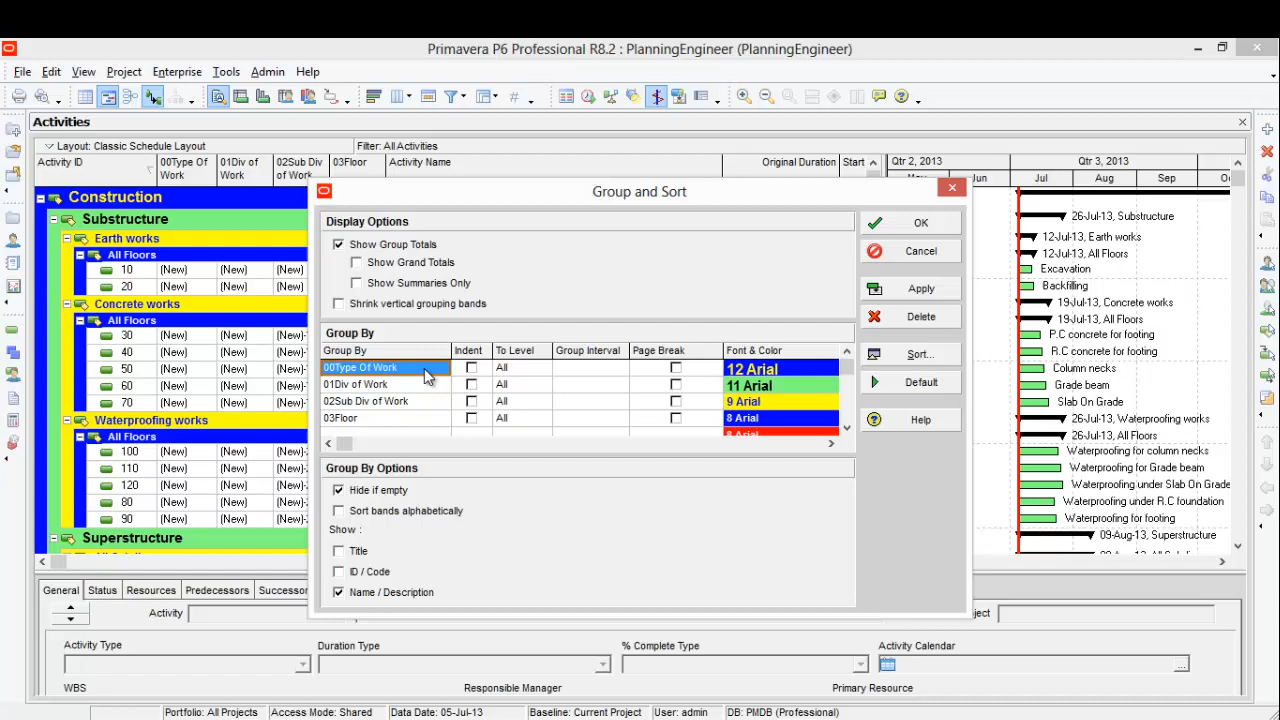 Primavera P6 Professional R8.2 : PlanningEngineer (PlanningEngineer)
File Edit View Project Enterprise Tools Admin Help
Activities
Layout: Classic Schedule Layout Filter: All Activities
Activity ID 00Type Of Work 01Div of Work 02Sub Div of Work 03Floor Activity Name Original Duration Start Qtr 2, 2013 Qtr 3, 2013
Jun Jul Aug Sep
Construction
Substructure 26-Jul-13, Substructure
Earth works 12-Jul-13, Earth works
All Floors 12-Jul-13, All Floors
10 (New) (New) (New) Excavation
20 (New) (New) (New) Backfilling
Concrete works 19-Jul-13, Concrete works
All Floors 19-Jul-13, All Floors
30 (New) (New) (New)- P.C concrete for footing
40 (New) (New) (New)- R.C concrete for footing
50 (New) (New) (New)- Column necks
60 (New) (New) (New)- Grade beam
70 (New) (New) (New)- Slab On Grade
Waterproofing works 26-Jul-13, Waterproofing works
All Floors 26-Jul-13, All Floors
100 (New) (New) (New)- Waterproofing for column necks
110 (New) (New) (New)- Waterproofing for Grade beam
120 (New) (New) (New)- Waterproofing under Slab On Grade
80 (New) (New) (New)- Waterproofing under R.C foundation
90 (New) (New) (New)- Waterproofing for footing
Superstructure 09-Aug-13, Superstructure
Group and Sort
Display Options
Show Group Totals
Show Grand Totals
Show Summaries Only
Shrink vertical grouping bands
Group By
Group By Indent To Level Group Interval Page Break Font & Color
00Type Of Work All 12 Arial
01Div of Work All 11 Arial
02Sub Div of Work All 9 Arial
03Floor All 8 Arial
8 Arial
Group By Options
Hide if empty
Sort bands alphabetically
Show :
Title
ID / Code
Name / Description
OK
Cancel
Apply
Delete
Sort...
Default
Help
General Status Resources Predecessors Successor
Activity
Activity Type Duration Type % Complete Type Activity Calendar
WBS Responsible Manager Primary Resource
Portfolio: All Projects Access Mode: Shared Data Date: 05-Jul-13 Baseline: Current Project User: admin DB: PMDB (Professional)